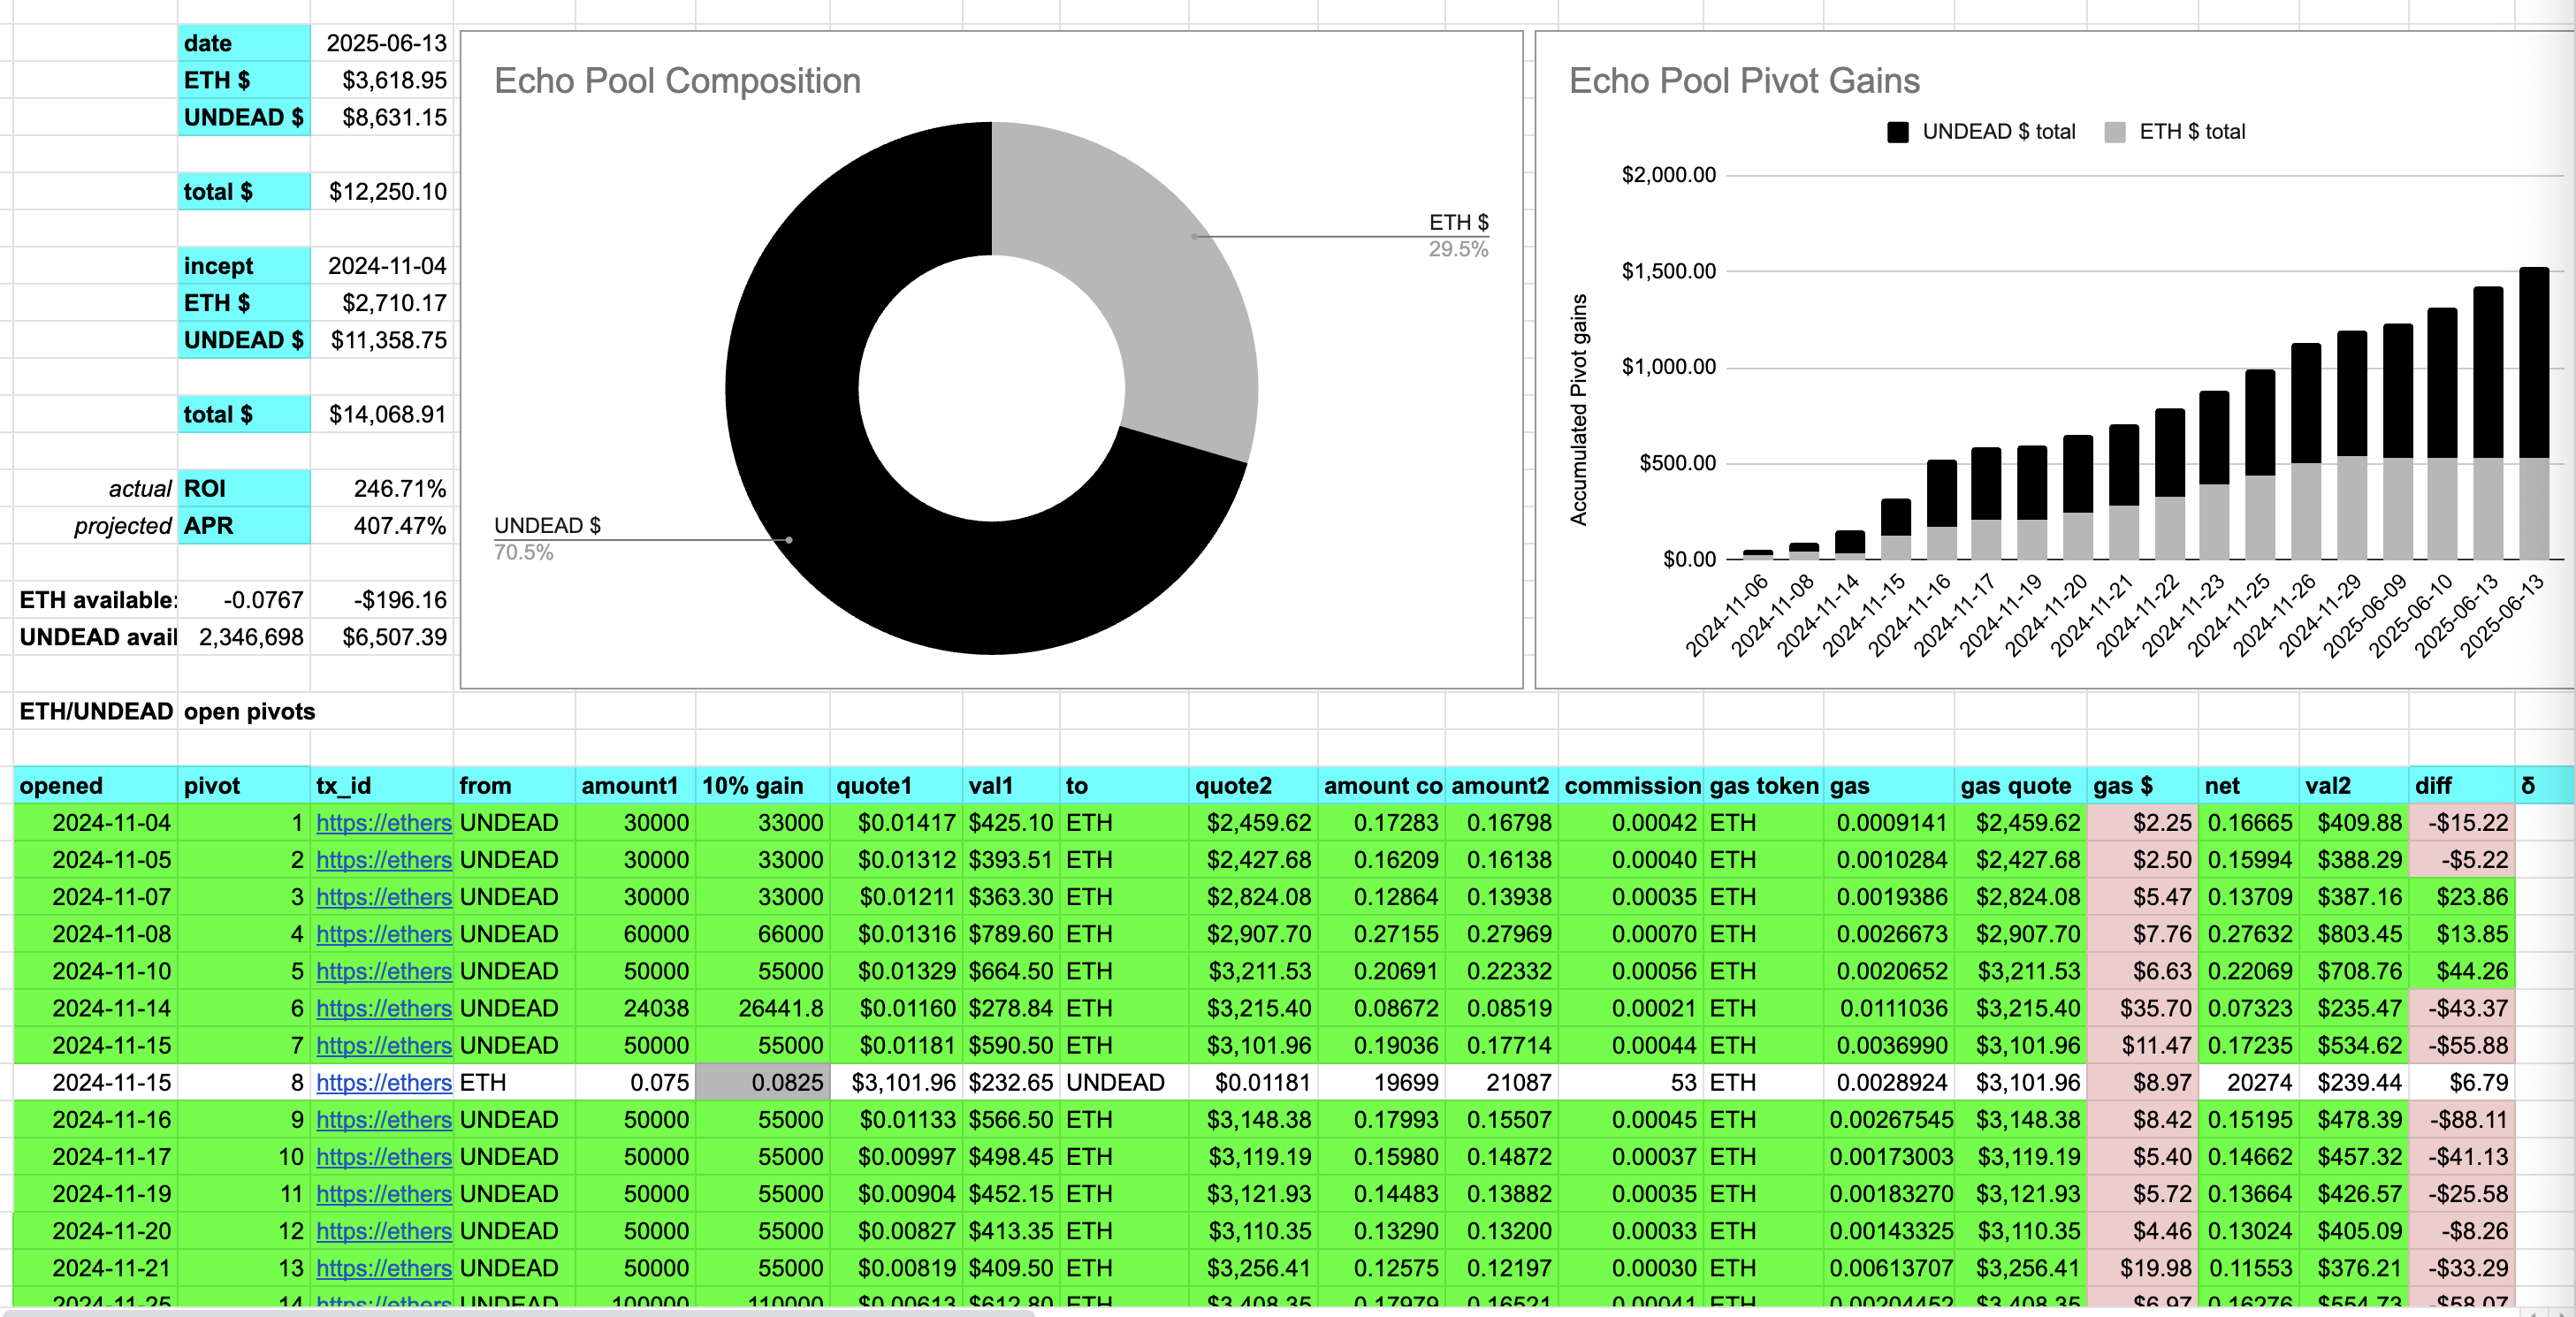 date 2025-06-13
ETH $ $3,618.95
UNDEAD $ $8,631.15
total $ $12,250.10
incept 2024-11-04
ETH $ $2,710.17
UNDEAD $ $11,358.75
total $ $14,068.91
actual ROI 246.71%
projected APR 407.47%
ETH available: -0.0767 -$196.16
UNDEAD avail 2,346,698 $6,507.39
Echo Pool Composition
ETH $
29.5%
UNDEAD $
70.5%
Echo Pool Pivot Gains
UNDEAD $ total ETH $ total
Accumulated Pivot gains
$2,000.00
$1,500.00
$1,000.00
$500.00
$0.00
2024-11-06 2024-11-08 2024-11-14 2024-11-15 2024-11-16 2024-11-17 2024-11-19 2024-11-20 2024-11-21 2024-11-22 2024-11-23 2024-11-25 2024-11-26 2024-11-29 2025-06-09 2025-06-10 2025-06-13 2025-06-13
ETH/UNDEAD open pivots
opened pivot tx_id from amount1 10% gain quote1 val1 to quote2 amount co amount2 commission gas token gas gas quote gas $ net val2 diff δ
2024-11-04 1 https://ethers UNDEAD 30000 33000 $0.01417 $425.10 ETH $2,459.62 0.17283 0.16798 0.00042 ETH 0.0009141 $2,459.62 $2.25 0.16665 $409.88 -$15.22
2024-11-05 2 https://ethers UNDEAD 30000 33000 $0.01312 $393.51 ETH $2,427.68 0.16209 0.16138 0.00040 ETH 0.0010284 $2,427.68 $2.50 0.15994 $388.29 -$5.22
2024-11-07 3 https://ethers UNDEAD 30000 33000 $0.01211 $363.30 ETH $2,824.08 0.12864 0.13938 0.00035 ETH 0.0019386 $2,824.08 $5.47 0.13709 $387.16 $23.86
2024-11-08 4 https://ethers UNDEAD 60000 66000 $0.01316 $789.60 ETH $2,907.70 0.27155 0.27969 0.00070 ETH 0.0026673 $2,907.70 $7.76 0.27632 $803.45 $13.85
2024-11-10 5 https://ethers UNDEAD 50000 55000 $0.01329 $664.50 ETH $3,211.53 0.20691 0.22332 0.00056 ETH 0.0020652 $3,211.53 $6.63 0.22069 $708.76 $44.26
2024-11-14 6 https://ethers UNDEAD 24038 26441.8 $0.01160 $278.84 ETH $3,215.40 0.08672 0.08519 0.00021 ETH 0.0111036 $3,215.40 $35.70 0.07323 $235.47 -$43.37
2024-11-15 7 https://ethers UNDEAD 50000 55000 $0.01181 $590.50 ETH $3,101.96 0.19036 0.17714 0.00044 ETH 0.0036990 $3,101.96 $11.47 0.17235 $534.62 -$55.88
2024-11-15 8 https://ethers ETH 0.075 0.0825 $3,101.96 $232.65 UNDEAD $0.01181 19699 21087 53 ETH 0.0028924 $3,101.96 $8.97 20274 $239.44 $6.79
2024-11-16 9 https://ethers UNDEAD 50000 55000 $0.01133 $566.50 ETH $3,148.38 0.17993 0.15507 0.00045 ETH 0.00267545 $3,148.38 $8.42 0.15195 $478.39 -$88.11
2024-11-17 10 https://ethers UNDEAD 50000 55000 $0.00997 $498.45 ETH $3,119.19 0.15980 0.14872 0.00037 ETH 0.00173003 $3,119.19 $5.40 0.14662 $457.32 -$41.13
2024-11-19 11 https://ethers UNDEAD 50000 55000 $0.00904 $452.15 ETH $3,121.93 0.14483 0.13882 0.00035 ETH 0.00183270 $3,121.93 $5.72 0.13664 $426.57 -$25.58
2024-11-20 12 https://ethers UNDEAD 50000 55000 $0.00827 $413.35 ETH $3,110.35 0.13290 0.13200 0.00033 ETH 0.00143325 $3,110.35 $4.46 0.13024 $405.09 -$8.26
2024-11-21 13 https://ethers UNDEAD 50000 55000 $0.00819 $409.50 ETH $3,256.41 0.12575 0.12197 0.00030 ETH 0.00613707 $3,256.41 $19.98 0.11553 $376.21 -$33.29
2024-11-25 14 https://ethers UNDEAD 100000 110000 $0.00613 $612.80 ETH $3,408.35 0.17979 0.16521 0.00041 ETH 0.00204452 $3,408.35 $6.97 0.16276 $554.73 -$58.07